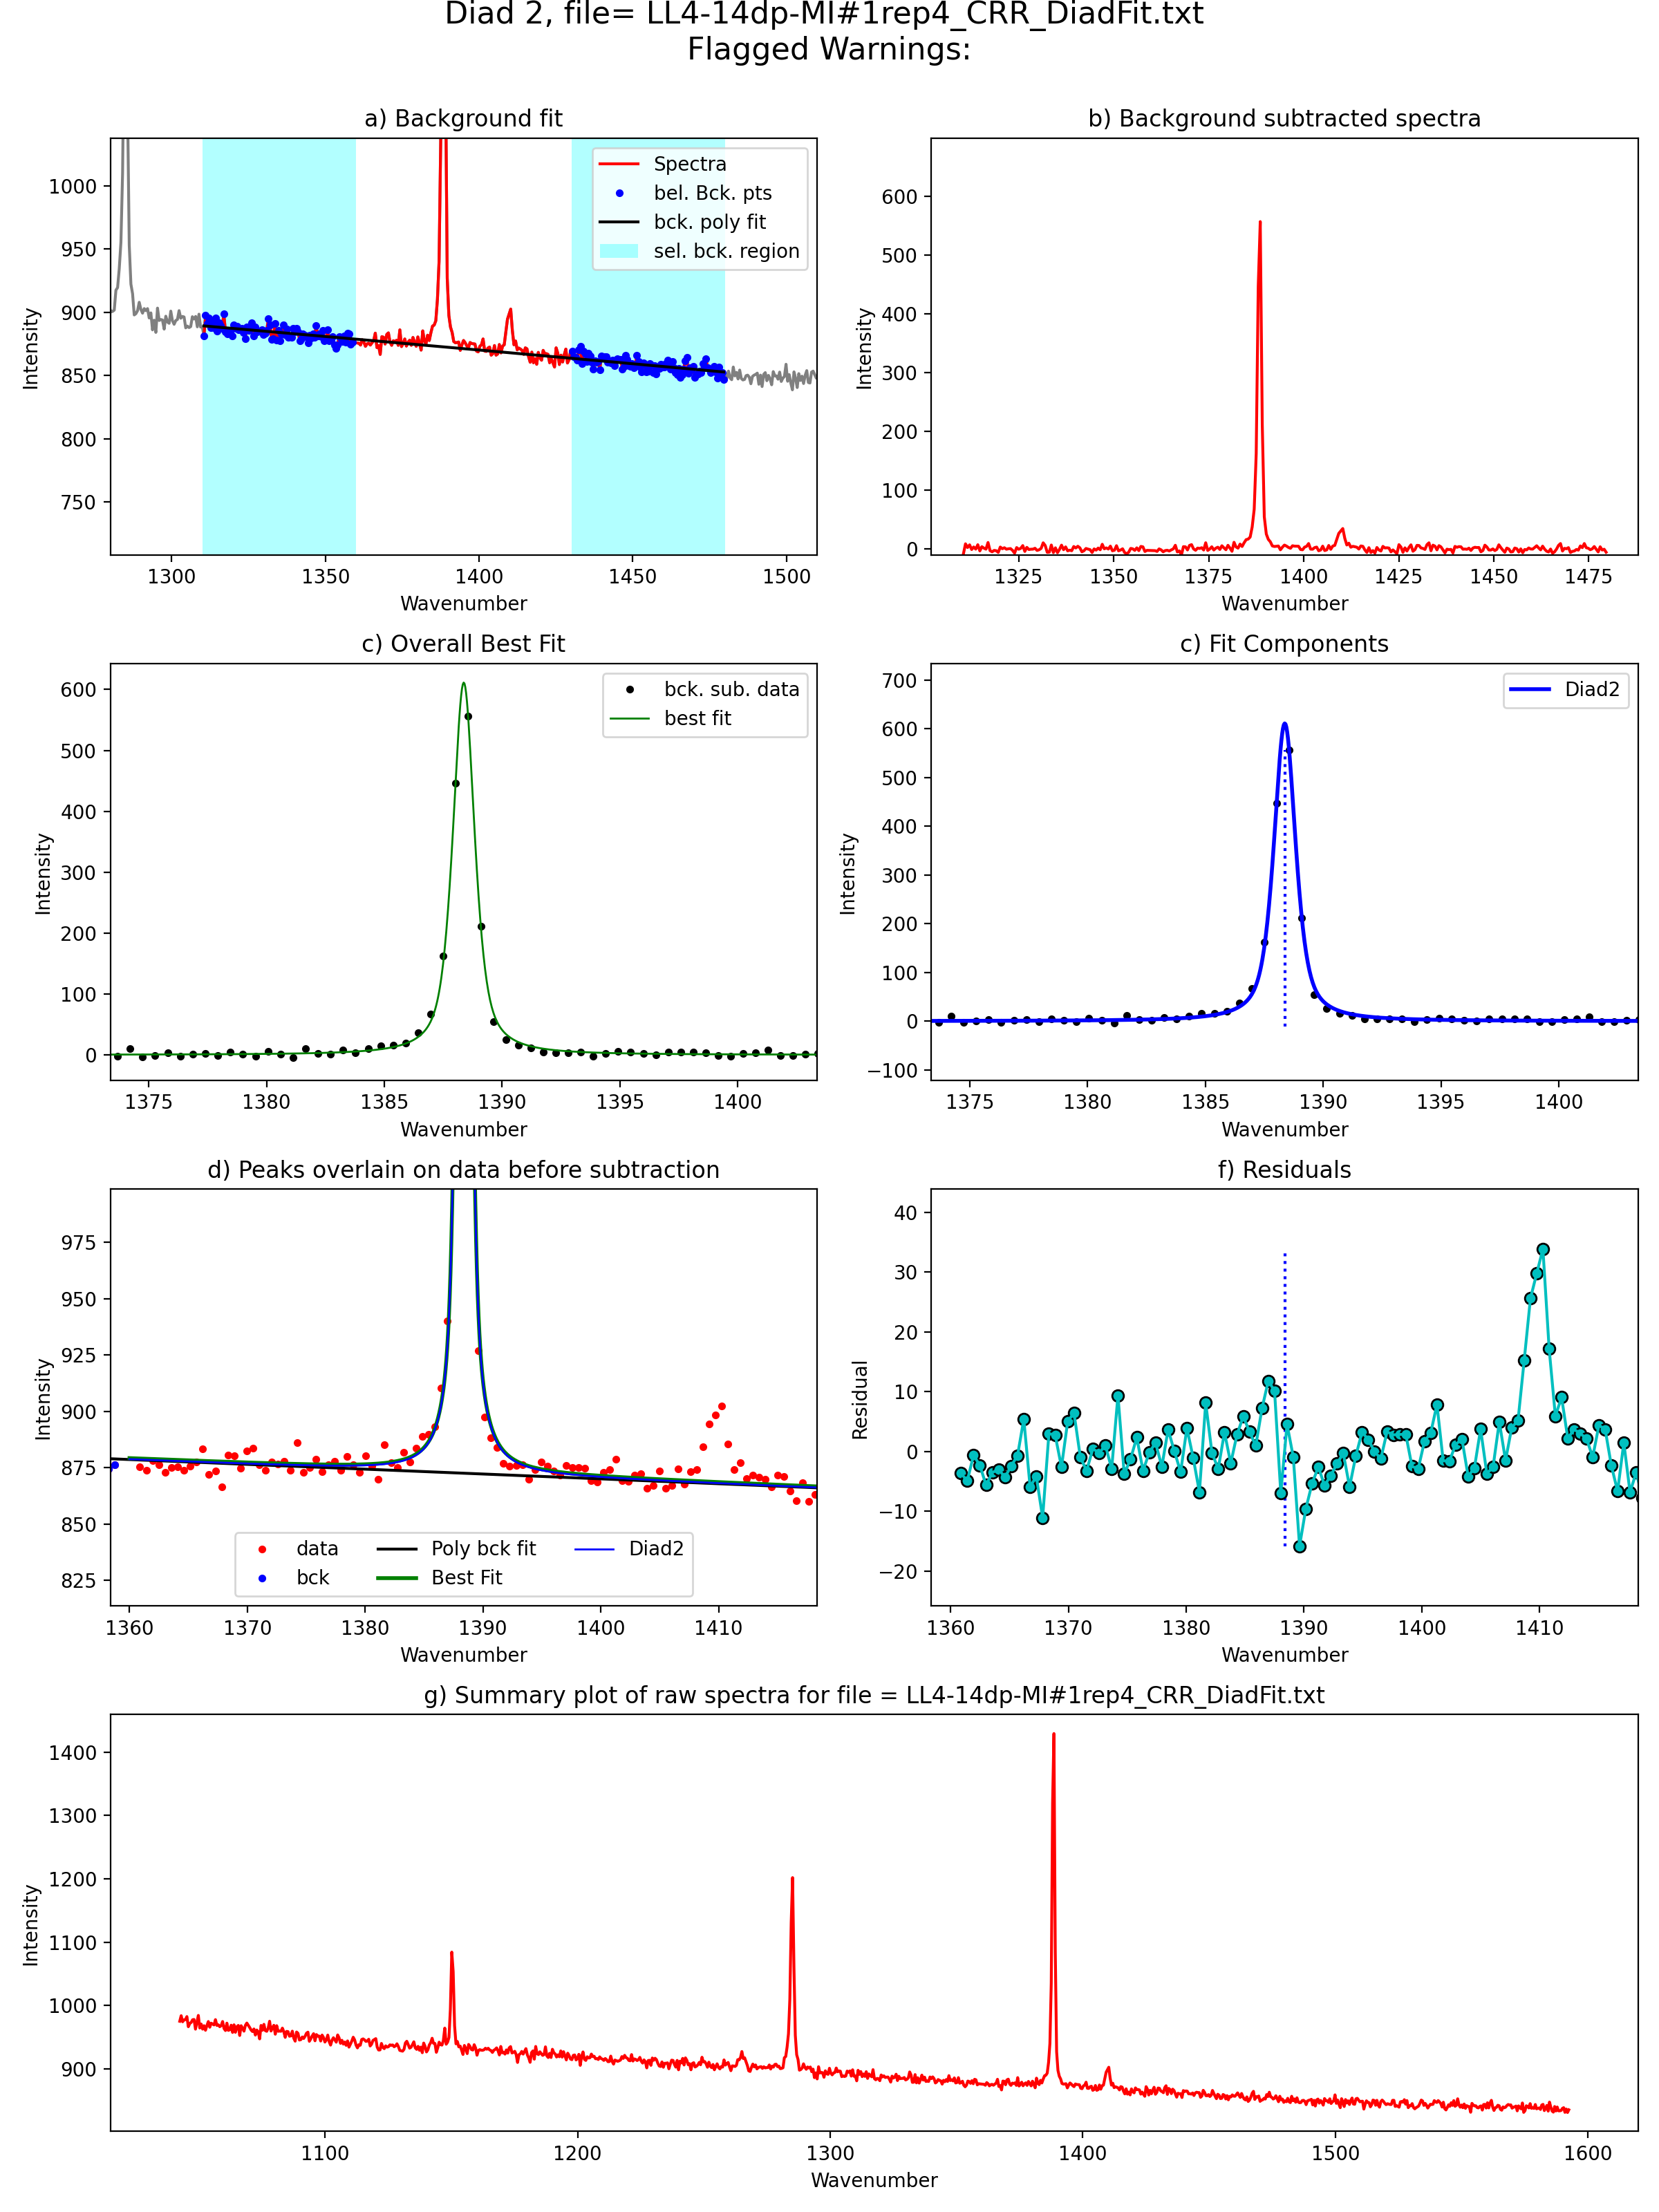 Diad 2, file= LL4-14dp-MI#1rep4_CRR_DiadFit.txt
Flagged Warnings:
a) Background fit
Intensity
1000
950
900
850
800
750
Spectra
bel. Bck. pts
bck. poly fit
sel. bck. region
1300 1350 1400 1450 1500
Wavenumber
b) Background subtracted spectra
Intensity
600
500
400
300
200
100
0
1325 1350 1375 1400 1425 1450 1475
Wavenumber
c) Overall Best Fit
Intensity
600
500
400
300
200
100
0
bck. sub. data
best fit
1375 1380 1385 1390 1395 1400
Wavenumber
c) Fit Components
Intensity
700
600
500
400
300
200
100
0
−100
Diad2
1375 1380 1385 1390 1395 1400
Wavenumber
d) Peaks overlain on data before subtraction
Intensity
975
950
925
900
875
850
825
data Poly bck fit Diad2
bck Best Fit
1360 1370 1380 1390 1400 1410
Wavenumber
f) Residuals
Residual
40
30
20
10
0
−10
−20
1360 1370 1380 1390 1400 1410
Wavenumber
g) Summary plot of raw spectra for file = LL4-14dp-MI#1rep4_CRR_DiadFit.txt
Intensity
1400
1300
1200
1100
1000
900
1100 1200 1300 1400 1500 1600
Wavenumber